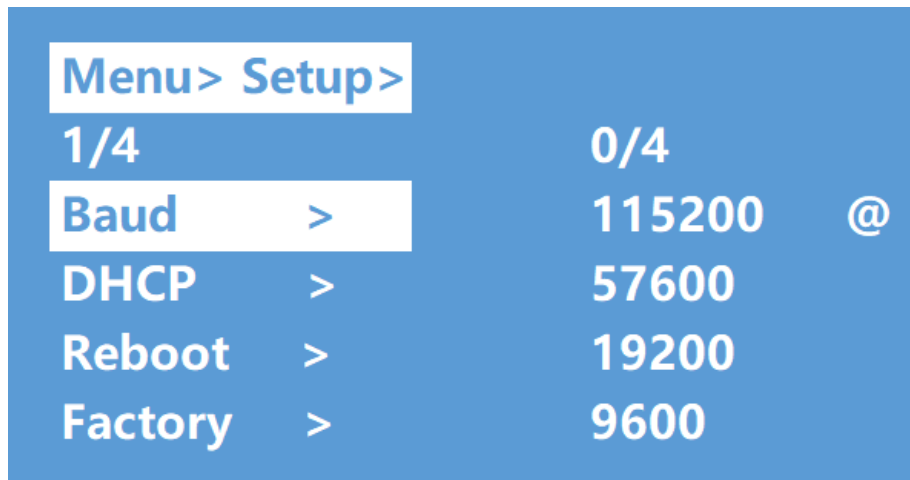 Menu> Setup>
1/4 0/4
Baud > 115200 @
DHCP > 57600
Reboot > 19200
Factory > 9600